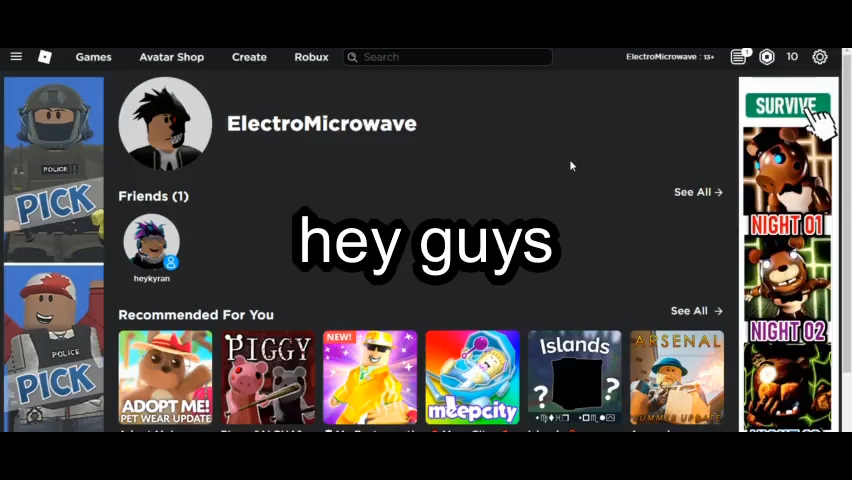 Games Avatar Shop Create Robux Search ElectroMicrowave : 13+ 1 10
POLICE
PICK
POLICE
PICK
ElectroMicrowave
Friends (1) See All →
heykyran
hey guys
Recommended For You See All →
ADOPT ME!
PET WEAR UPDATE
PIGGY
NEW!
meepcity
Islands
? ?
ARSENAL
SUMMER UPDATE
SURVIVE
NIGHT 01
NIGHT 02